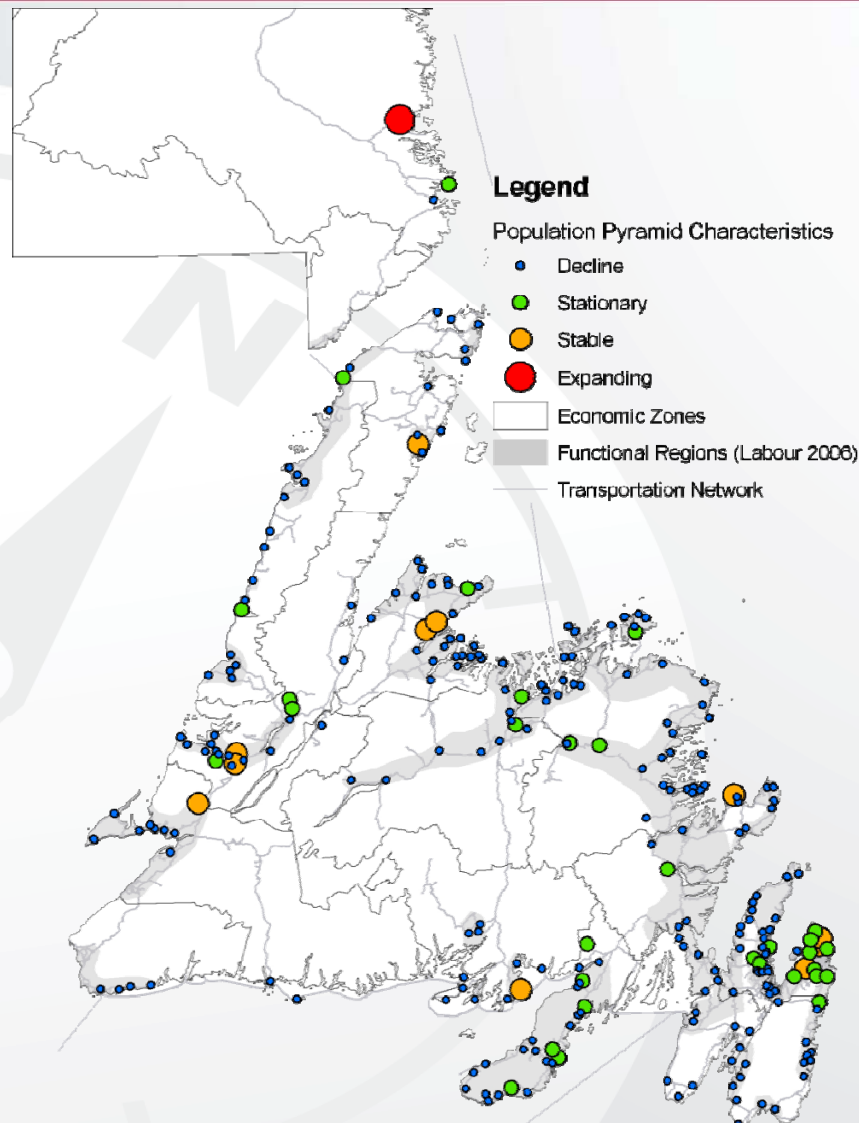 Legend
Population Pyramid Characteristics
Decline
Stationary
Stable
Expanding
Economic Zones
Functional Regions (Labour 2006)
Transportation Network